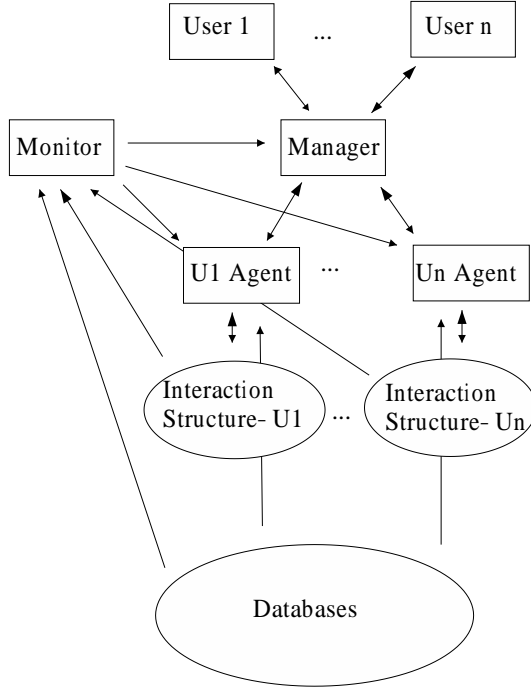 User 1
...
User n
Monitor
Manager
U1 Agent
...
Un Agent
Interaction
Structure- U1
...
Interaction
Structure- Un
Databases